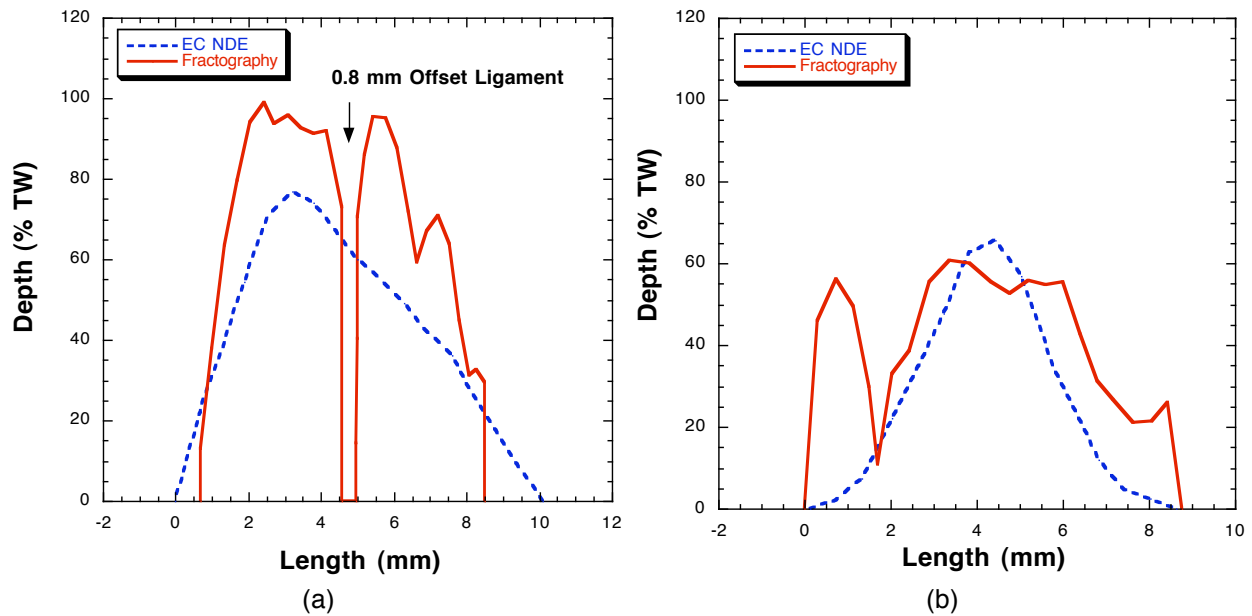 120
100
80
60
40
20
0
Depth (% TW)
EC NDE
Fractography
0.8 mm Offset Ligament
-2 0 2 4 6 8 10 12
Length (mm)
(a)
120
100
80
60
40
20
0
Depth (% TW)
EC NDE
Fractography
-2 0 2 4 6 8 10
Length (mm)
(b)